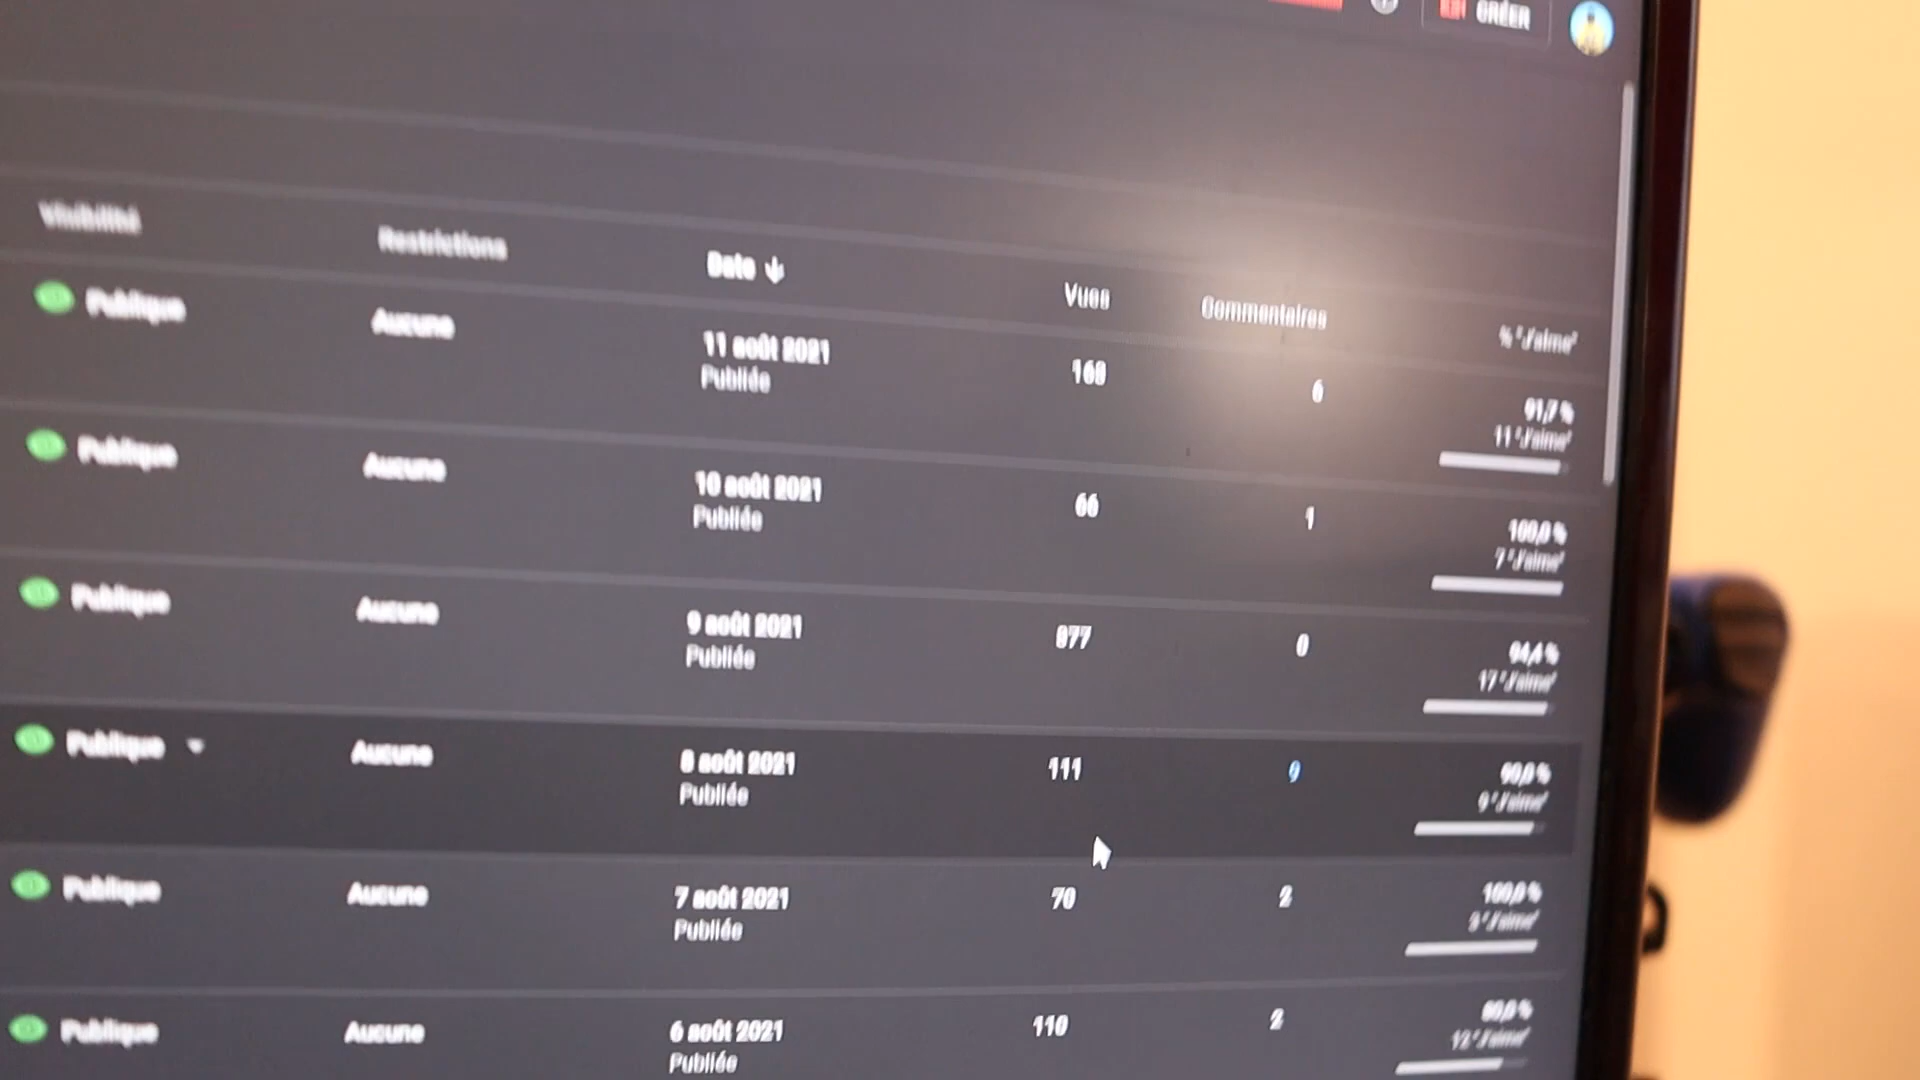 CRÉER
Visibilité Restrictions Date Vues Commentaires % "J'aime"
Publique Aucune 11 août 2021 6 91,7 %
Publiée 11 "J'aime"
Publique Aucune 10 août 2021 66 1 100,0 %
Publiée 7 "J'aime"
Publique Aucune 9 août 2021 0 94,4 %
Publiée 17 "J'aime"
Publique Aucune 8 août 2021 111 90,0 %
Publiée 9 "J'aime"
Publique Aucune 7 août 2021 70 2 100,0 %
Publiée "J'aime"
Publique Aucune 6 août 2021 110 2
Publiée 12 "J'aime"